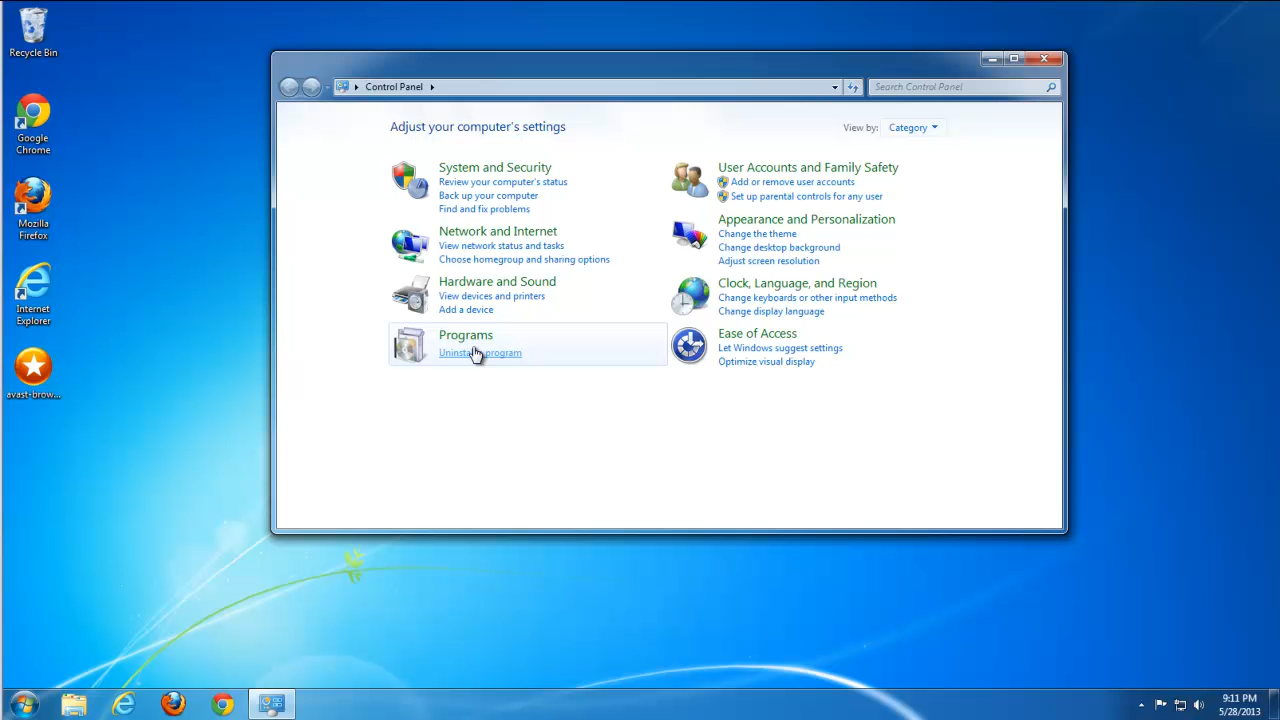 Recycle Bin
Google
Chrome
Mozilla
Firefox
Internet
Explorer
avast-brow...
Control Panel
Search Control Panel
Adjust your computer's settings
View by: Category
System and Security
Review your computer's status
Back up your computer
Find and fix problems
Network and Internet
View network status and tasks
Choose homegroup and sharing options
Hardware and Sound
View devices and printers
Add a device
Programs
Uninstall a program
User Accounts and Family Safety
Add or remove user accounts
Set up parental controls for any user
Appearance and Personalization
Change the theme
Change desktop background
Adjust screen resolution
Clock, Language, and Region
Change keyboards or other input methods
Change display language
Ease of Access
Let Windows suggest settings
Optimize visual display
9:11 PM
5/28/2013